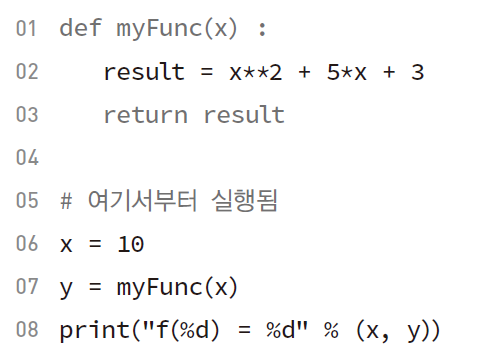 01 def myFunc(x) :
02    result = x**2 + 5*x + 3
03    return result
04
05 # 여기서부터 실행됨
06 x = 10
07 y = myFunc(x)
08 print("f(%d) = %d" % (x, y))